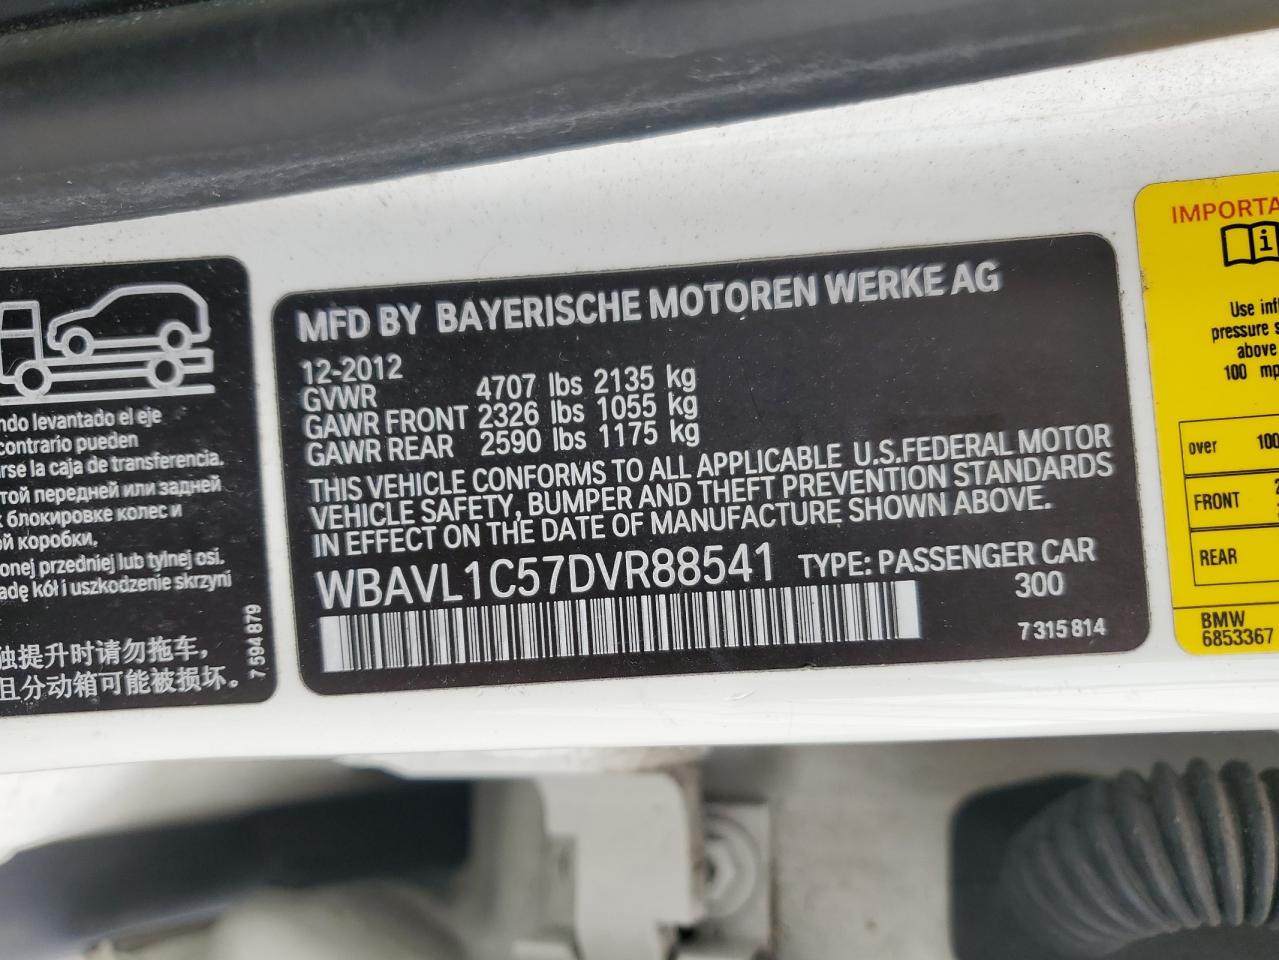 ndo levantado el eje
contrario pueden
rse la caja de transferencia.
той передней или задней
блокировке колес и
й коробки.
onej przedniej lub tylnej osi.
adę kół i uszkodzenie skrzyni
提升时请勿拖车，
且分动箱可能被损坏。
7 594 879
MFD BY BAYERISCHE MOTOREN WERKE AG
12-2012
GVWR 4707 lbs 2135 kg
GAWR FRONT 2326 lbs 1055 kg
GAWR REAR 2590 lbs 1175 kg
THIS VEHICLE CONFORMS TO ALL APPLICABLE U.S.FEDERAL MOTOR
VEHICLE SAFETY, BUMPER AND THEFT PREVENTION STANDARDS
IN EFFECT ON THE DATE OF MANUFACTURE SHOWN ABOVE.
WBAVL1C57DVR88541 TYPE: PASSENGER CAR
300
7 315 814
IMPORTA
i
Use inf
pressure s
above
100 mp
over 100
FRONT
REAR
BMW
6853367